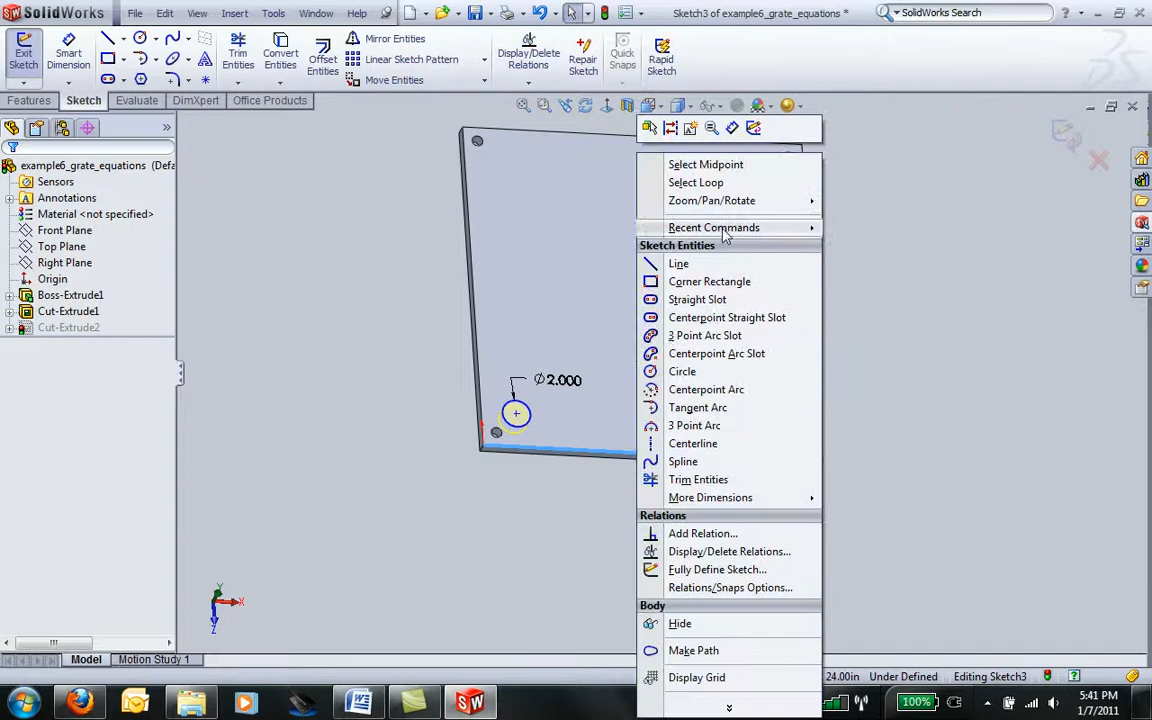 SolidWorks File Edit View Insert Tools Window Help Sketch3 of example6_grate_equations * SolidWorks Search
Exit Sketch Smart Dimension Trim Entities Convert Entities Offset Entities Mirror Entities Linear Sketch Pattern Move Entities Display/Delete Relations Repair Sketch Quick Snaps Rapid Sketch
Features Sketch Evaluate DimXpert Office Products
example6_grate_equations (Defa
Sensors
Annotations
Material <not specified>
Front Plane
Top Plane
Right Plane
Origin
Boss-Extrude1
Cut-Extrude1
Cut-Extrude2
Ø2.000
Select Midpoint
Select Loop
Zoom/Pan/Rotate
Recent Commands
Sketch Entities
Line
Corner Rectangle
Straight Slot
Centerpoint Straight Slot
3 Point Arc Slot
Centerpoint Arc Slot
Circle
Centerpoint Arc
Tangent Arc
3 Point Arc
Centerline
Spline
Trim Entities
More Dimensions
Relations
Add Relation...
Display/Delete Relations...
Fully Define Sketch...
Relations/Snaps Options...
Body
Hide
Make Path
Display Grid
Y
X
Z
Model Motion Study 1
24.00in Under Defined Editing Sketch3
100% 5:41 PM
1/7/2011